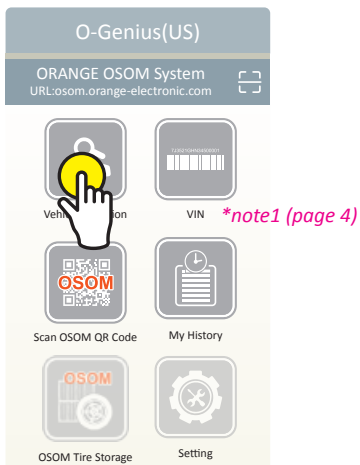 O-Genius(US)
ORANGE OSOM System
URL:osom.orange-electronic.com
VIN
*note1 (page 4)
OSOM
Scan OSOM QR Code
My History
OSOM
OSOM Tire Storage
Setting